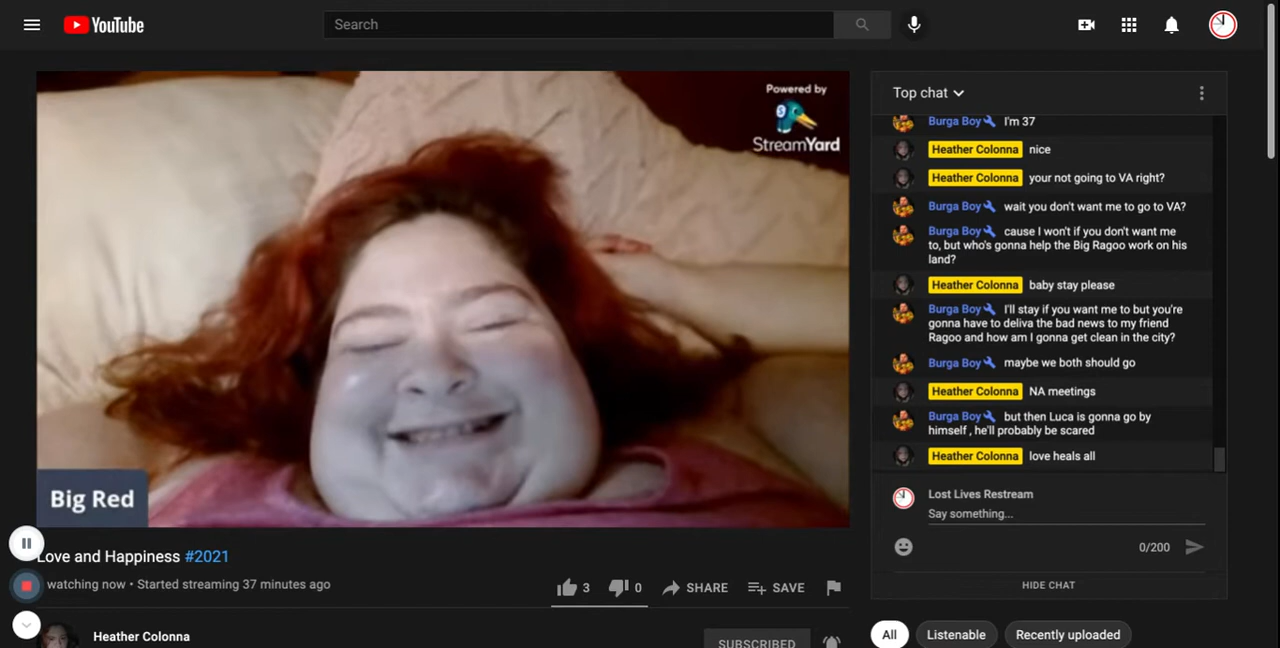 YouTube
Search
Powered by
StreamYard
Big Red
Love and Happiness #2021
watching now • Started streaming 37 minutes ago
3
0
SHARE
SAVE
Heather Colonna
SUBSCRIBED
Top chat
Burga Boy I'm 37
Heather Colonna nice
Heather Colonna your not going to VA right?
Burga Boy wait you don't want me to go to VA?
Burga Boy cause I won't if you don't want me
to, but who's gonna help the Big Ragoo work on his
land?
Heather Colonna baby stay please
Burga Boy I'll stay if you want me to but you're
gonna have to deliva the bad news to my friend
Ragoo and how am I gonna get clean in the city?
Burga Boy maybe we both should go
Heather Colonna NA meetings
Burga Boy but then Luca is gonna go by
himself , he'll probably be scared
Heather Colonna love heals all
Lost Lives Restream
Say something...
0/200
HIDE CHAT
All
Listenable
Recently uploaded